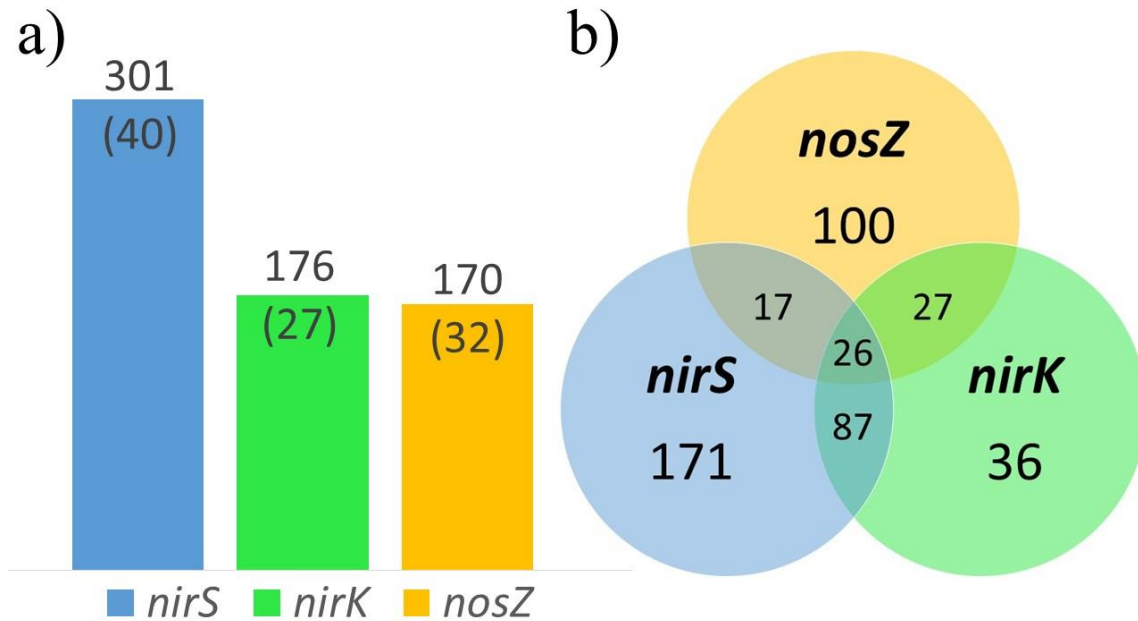 a)
301
(40)
176
(27)
170
(32)
nirS nirK nosZ
b)
nosZ
100
17 27
26
nirS nirK
87
171 36